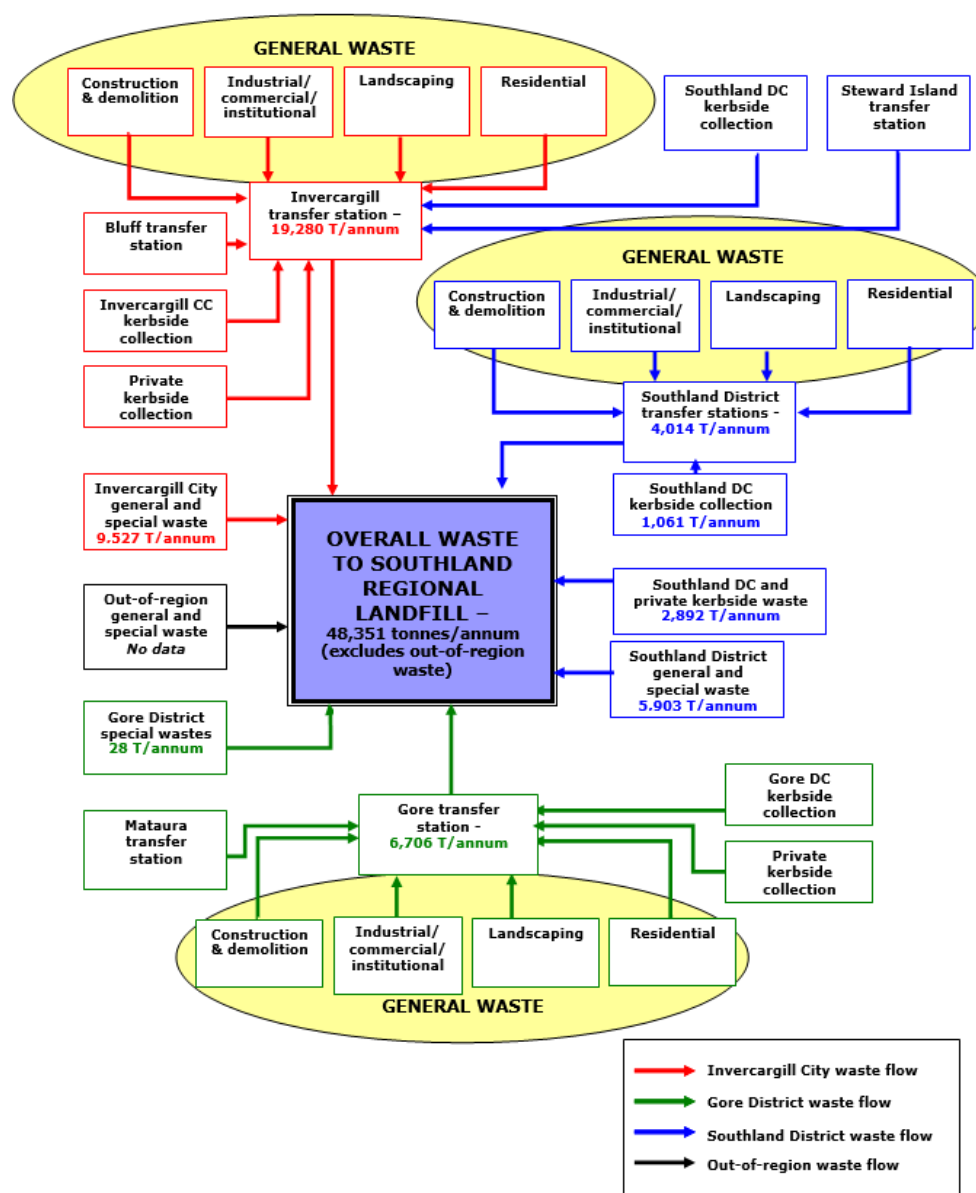 GENERAL WASTE
Construction
& demolition
Industrial/
commercial/
institutional
Landscaping
Residential
Southland DC
kerbside
collection
Steward Island
transfer
station
Invercargill
transfer station –
19,280 T/annum
Bluff transfer
station
Invercargill CC
kerbside
collection
Private
kerbside
collection
GENERAL WASTE
Construction
& demolition
Industrial/
commercial/
institutional
Landscaping
Residential
Southland District
transfer stations -
4,014 T/annum
Southland DC
kerbside collection
1,061 T/annum
Invercargill City
general and
special waste
9.527 T/annum
OVERALL WASTE
TO SOUTHLAND
REGIONAL
LANDFILL –
48,351 tonnes/annum
(excludes out-of-region
waste)
Out-of-region
general and
special waste
No data
Southland DC and
private kerbside waste
2,892 T/annum
Southland District
general and
special waste
5.903 T/annum
Gore District
special wastes
28 T/annum
Gore transfer
station -
6,706 T/annum
Gore DC
kerbside
collection
Mataura
transfer
station
Private
kerbside
collection
Construction
& demolition
Industrial/
commercial/
institutional
Landscaping
Residential
GENERAL WASTE
Invercargill City waste flow
Gore District waste flow
Southland District waste flow
Out-of-region waste flow